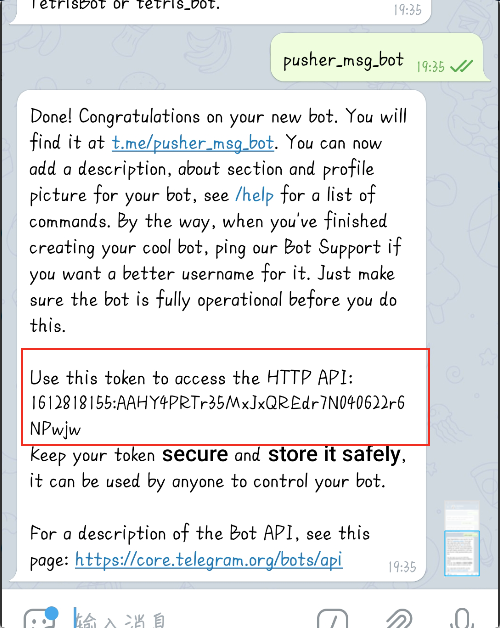 TetrisBot or tetris_bot.
19:35
pusher_msg_bot 19:35
Done! Congratulations on your new bot. You will
find it at t.me/pusher_msg_bot. You can now
add a description, about section and profile
picture for your bot, see /help for a list of
commands. By the way, when you've finished
creating your cool bot, ping our Bot Support if
you want a better username for it. Just make
sure the bot is fully operational before you do
this.
Use this token to access the HTTP API:
1612818155:AAHY4PRTr35MxJxQREdr7N040622r6
NPwjw
Keep your token secure and store it safely,
it can be used by anyone to control your bot.
For a description of the Bot API, see this
page: https://core.telegram.org/bots/api
19:35
输入消息